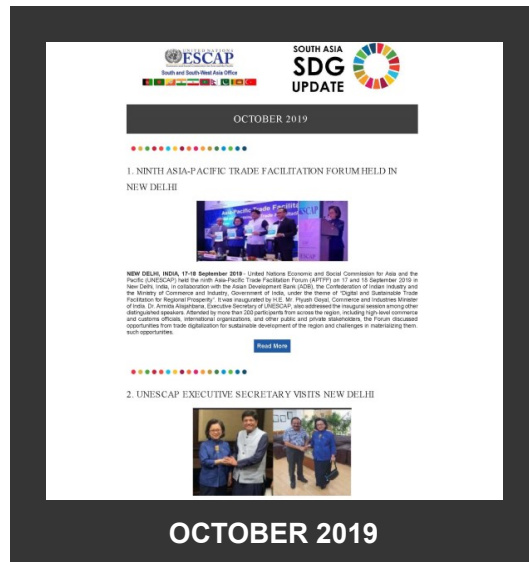 UNITED NATIONS
ESCAP
South and South-West Asia Office
SOUTH ASIA
SDG
UPDATE
OCTOBER 2019
1. NINTH ASIA-PACIFIC TRADE FACILITATION FORUM HELD IN
NEW DELHI
NEW DELHI, INDIA, 17-18 September 2019 - United Nations Economic and Social Commission for Asia and the
Pacific (UNESCAP) held the ninth Asia-Pacific Trade Facilitation Forum (APTFF) on 17 and 18 September 2019 in
New Delhi, India, in collaboration with the Asian Development Bank (ADB), the Confederation of Indian Industry and
the Ministry of Commerce and Industry, Government of India, under the theme of "Digital and Sustainable Trade
Facilitation for Regional Prosperity". It was inaugurated by H.E. Mr. Piyush Goyal, Commerce and Industries Minister
of India. Dr. Armida Alisjahbana, Executive Secretary of UNESCAP, also addressed the inaugural session among other
distinguished speakers. Attended by more than 200 participants from across the region, including high-level commerce
and customs officials, international organizations, and other public and private stakeholders, the Forum discussed
opportunities from trade digitalization for sustainable development of the region and challenges in materializing them.
such opportunities.
Read More
2. UNESCAP EXECUTIVE SECRETARY VISITS NEW DELHI
OCTOBER 2019